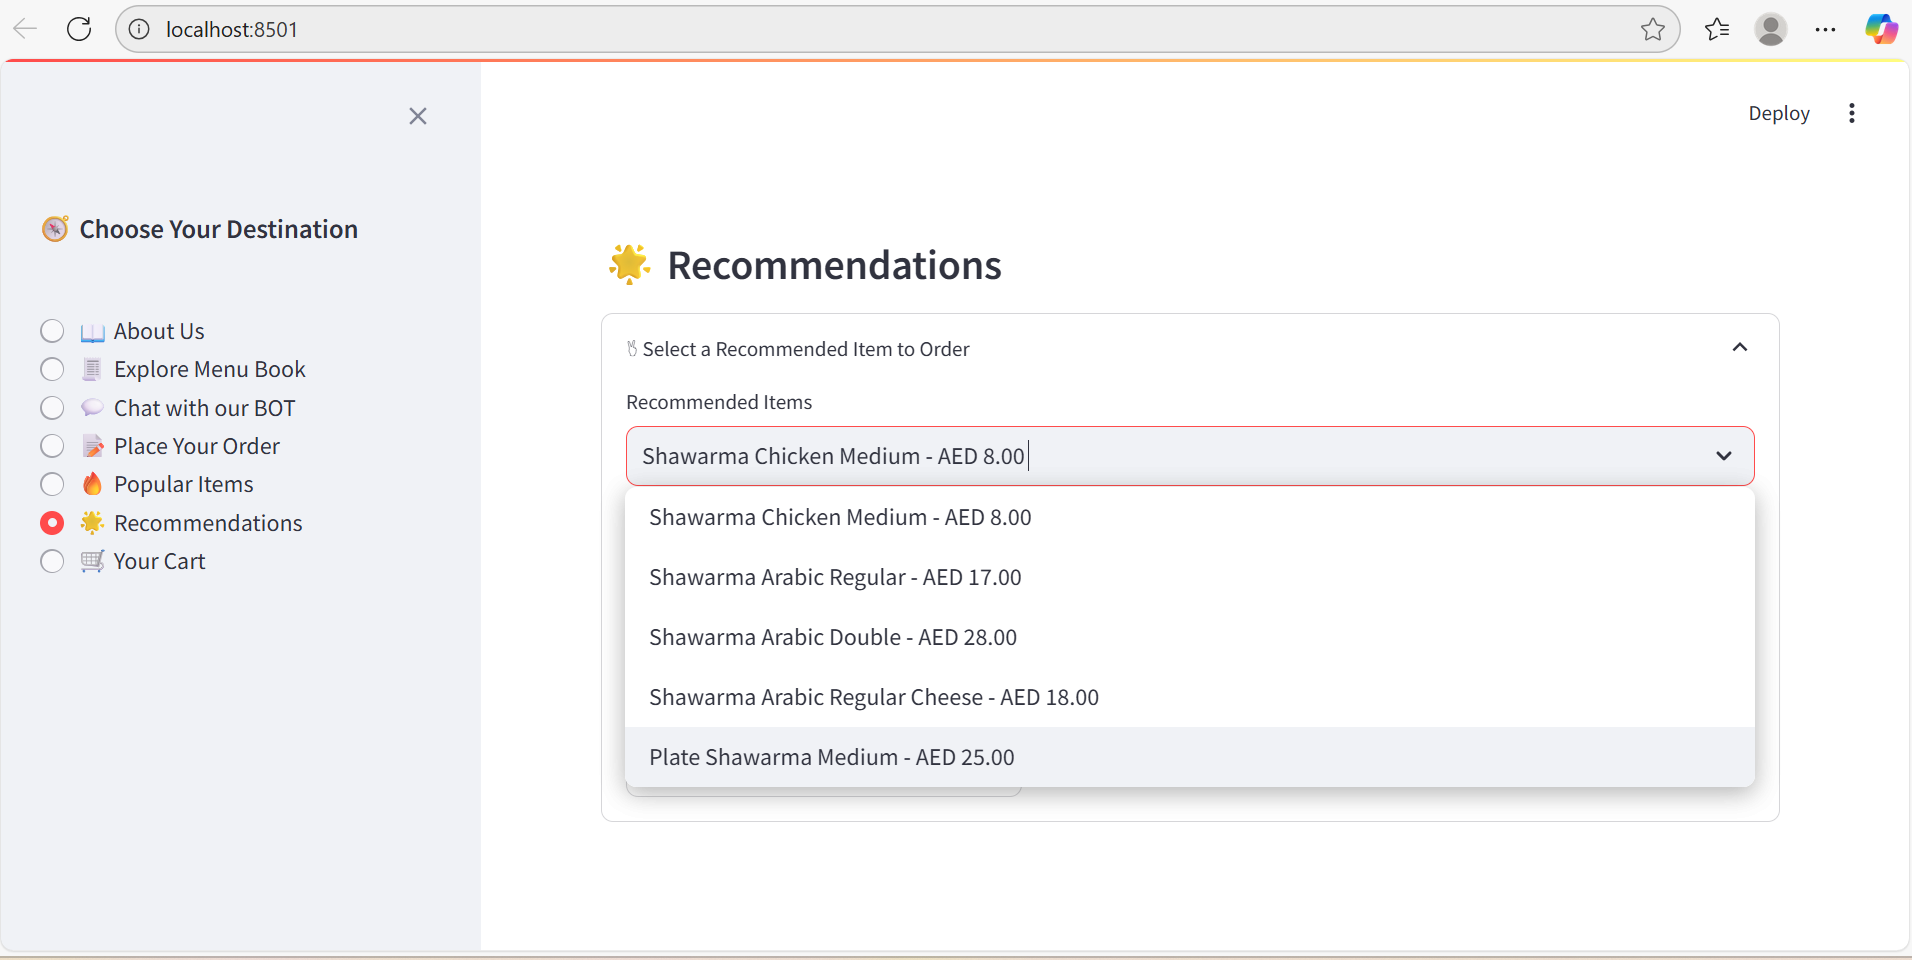 localhost:8501
Deploy
Choose Your Destination
About Us
Explore Menu Book
Chat with our BOT
Place Your Order
Popular Items
Recommendations
Your Cart
Recommendations
Select a Recommended Item to Order
Recommended Items
Shawarma Chicken Medium - AED 8.00
Shawarma Chicken Medium - AED 8.00
Shawarma Arabic Regular - AED 17.00
Shawarma Arabic Double - AED 28.00
Shawarma Arabic Regular Cheese - AED 18.00
Plate Shawarma Medium - AED 25.00